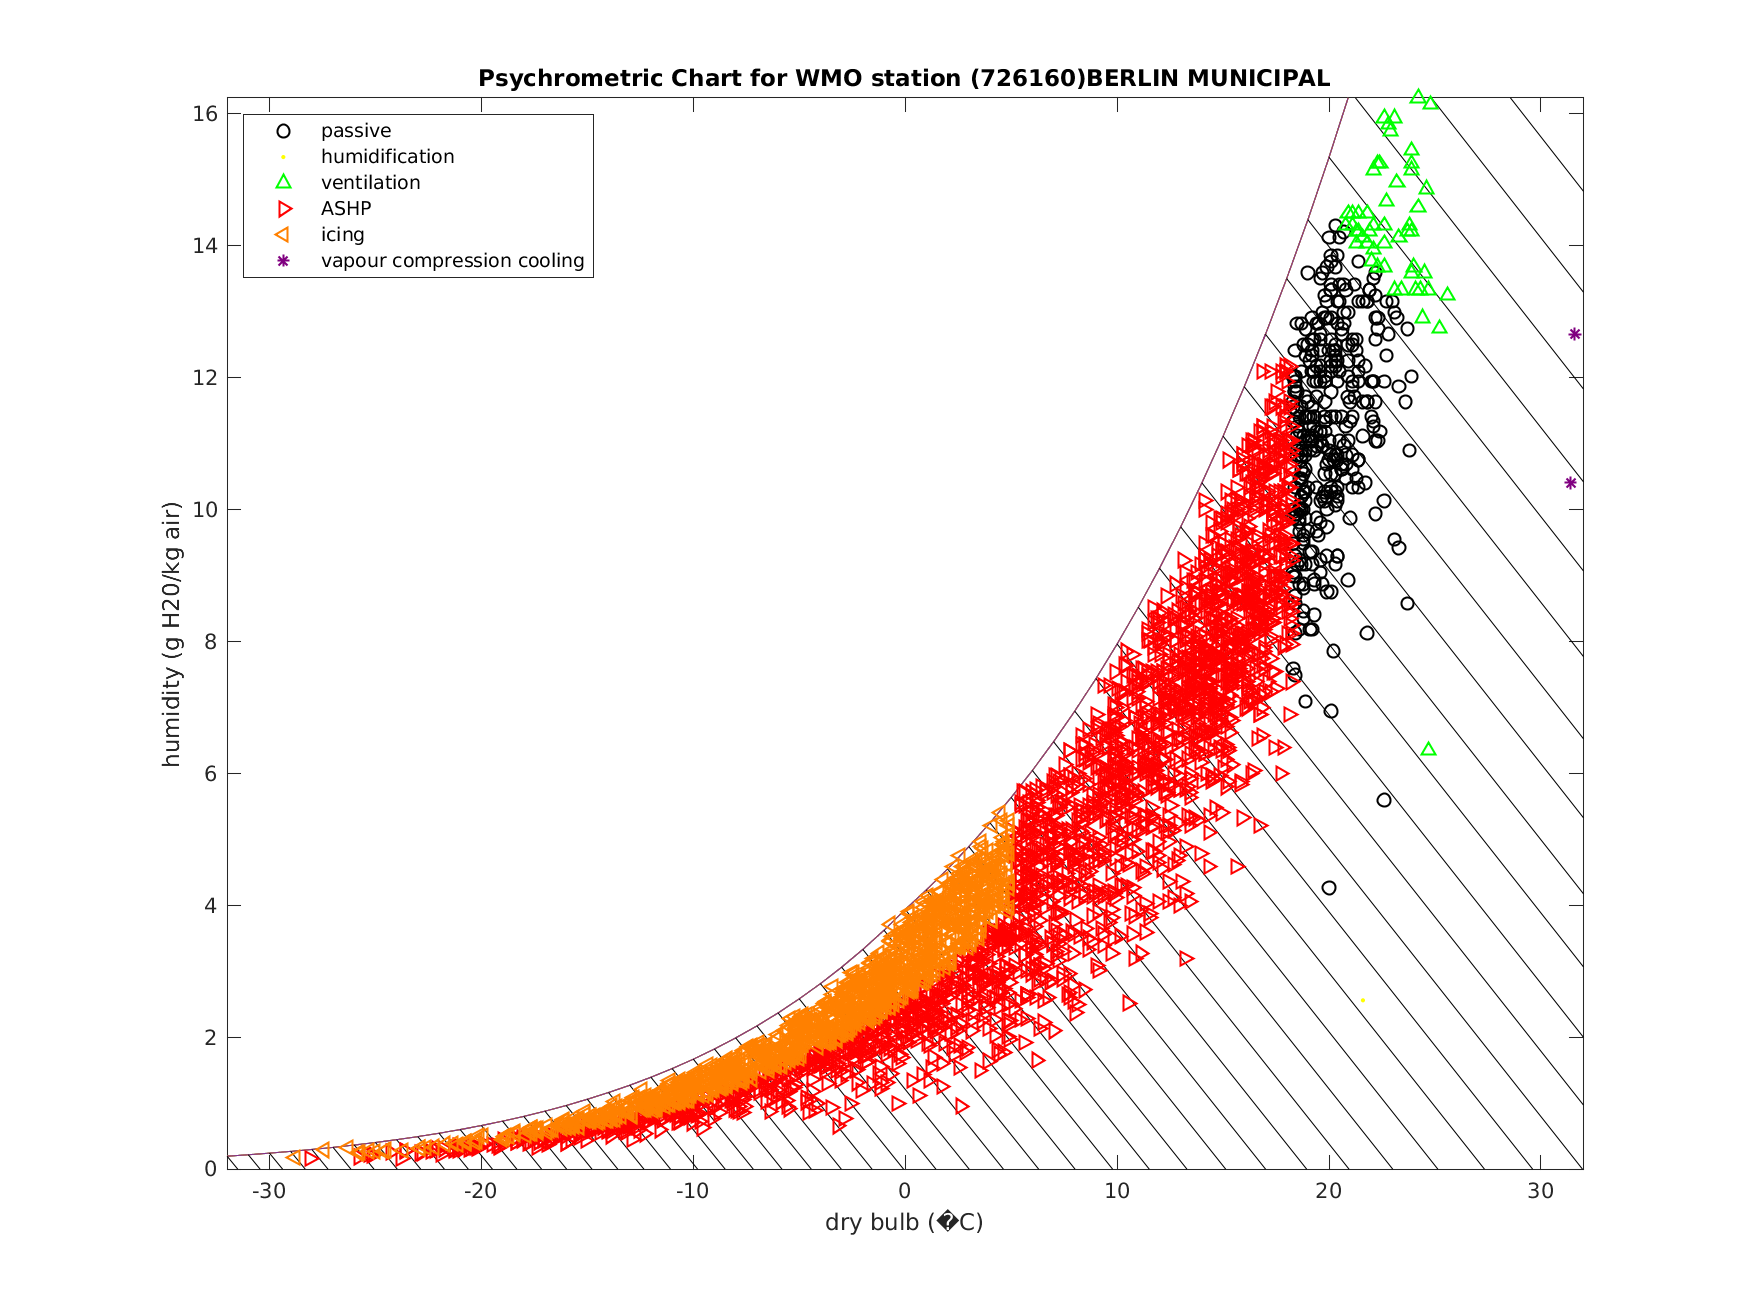 Psychrometric Chart for WMO station (726160)BERLIN MUNICIPAL
16
14
12
10
8
6
4
2
0
humidity (g H20/kg air)
passive
humidification
ventilation
ASHP
icing
vapour compression cooling
-30 -20 -10 0 10 20 30
dry bulb (�C)